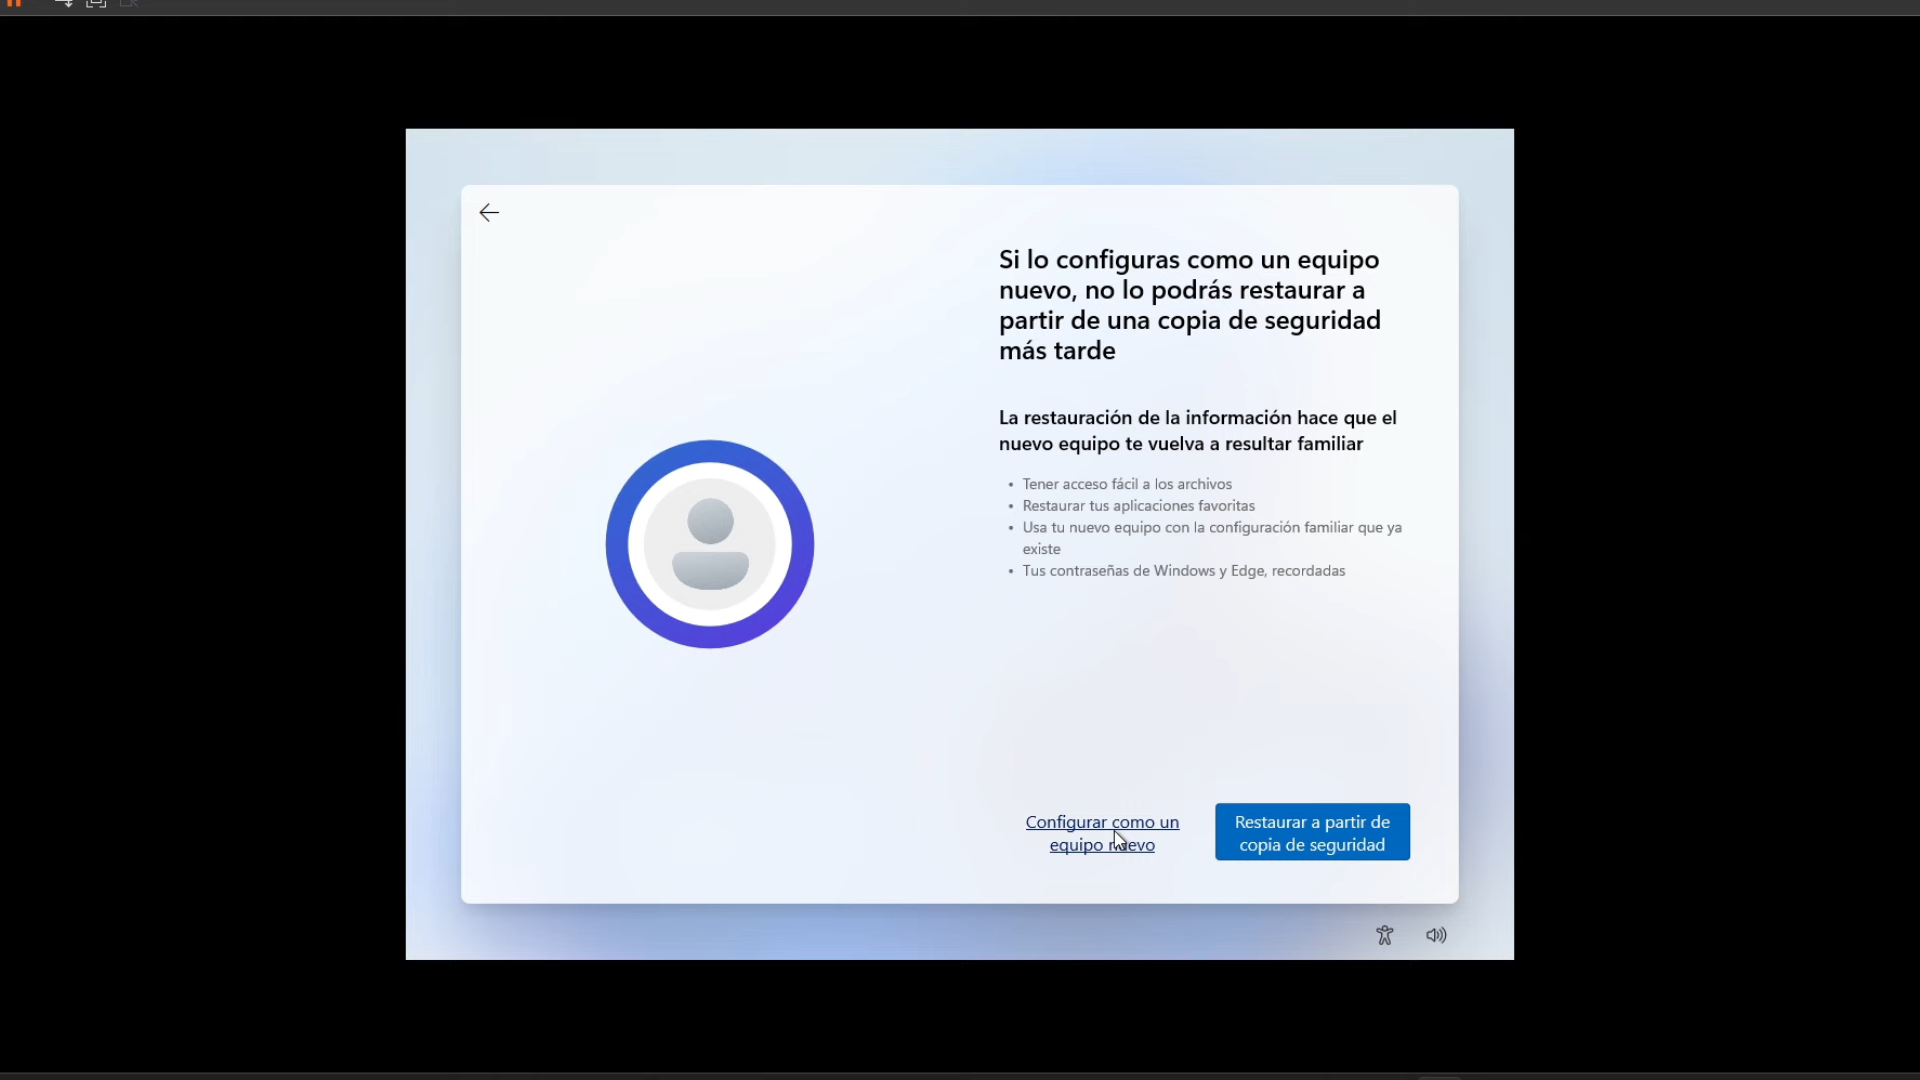 Si lo configuras como un equipo
nuevo, no lo podrás restaurar a
partir de una copia de seguridad
más tarde
La restauración de la información hace que el
nuevo equipo te vuelva a resultar familiar
• Tener acceso fácil a los archivos
• Restaurar tus aplicaciones favoritas
• Usa tu nuevo equipo con la configuración familiar que ya
existe
• Tus contraseñas de Windows y Edge, recordadas
Configurar como un
equipo nuevo
Restaurar a partir de
copia de seguridad